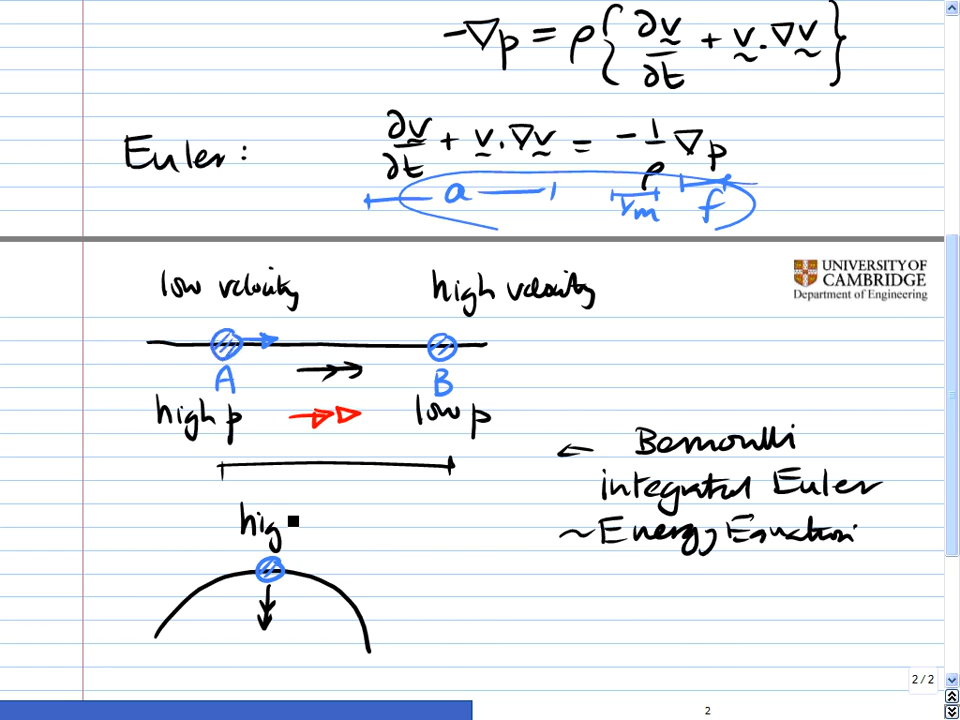 -∇p = ρ{∂v/∂t + v.∇v}
Euler: ∂v/∂t + v.∇v = -1/ρ ∇p
a 1/m f
low velocity high velocity
UNIVERSITY OF
CAMBRIDGE
Department of Engineering
A B
high p low p
← Bernoulli
integrated Euler
~ Energy Equation
hig
2 / 2
2